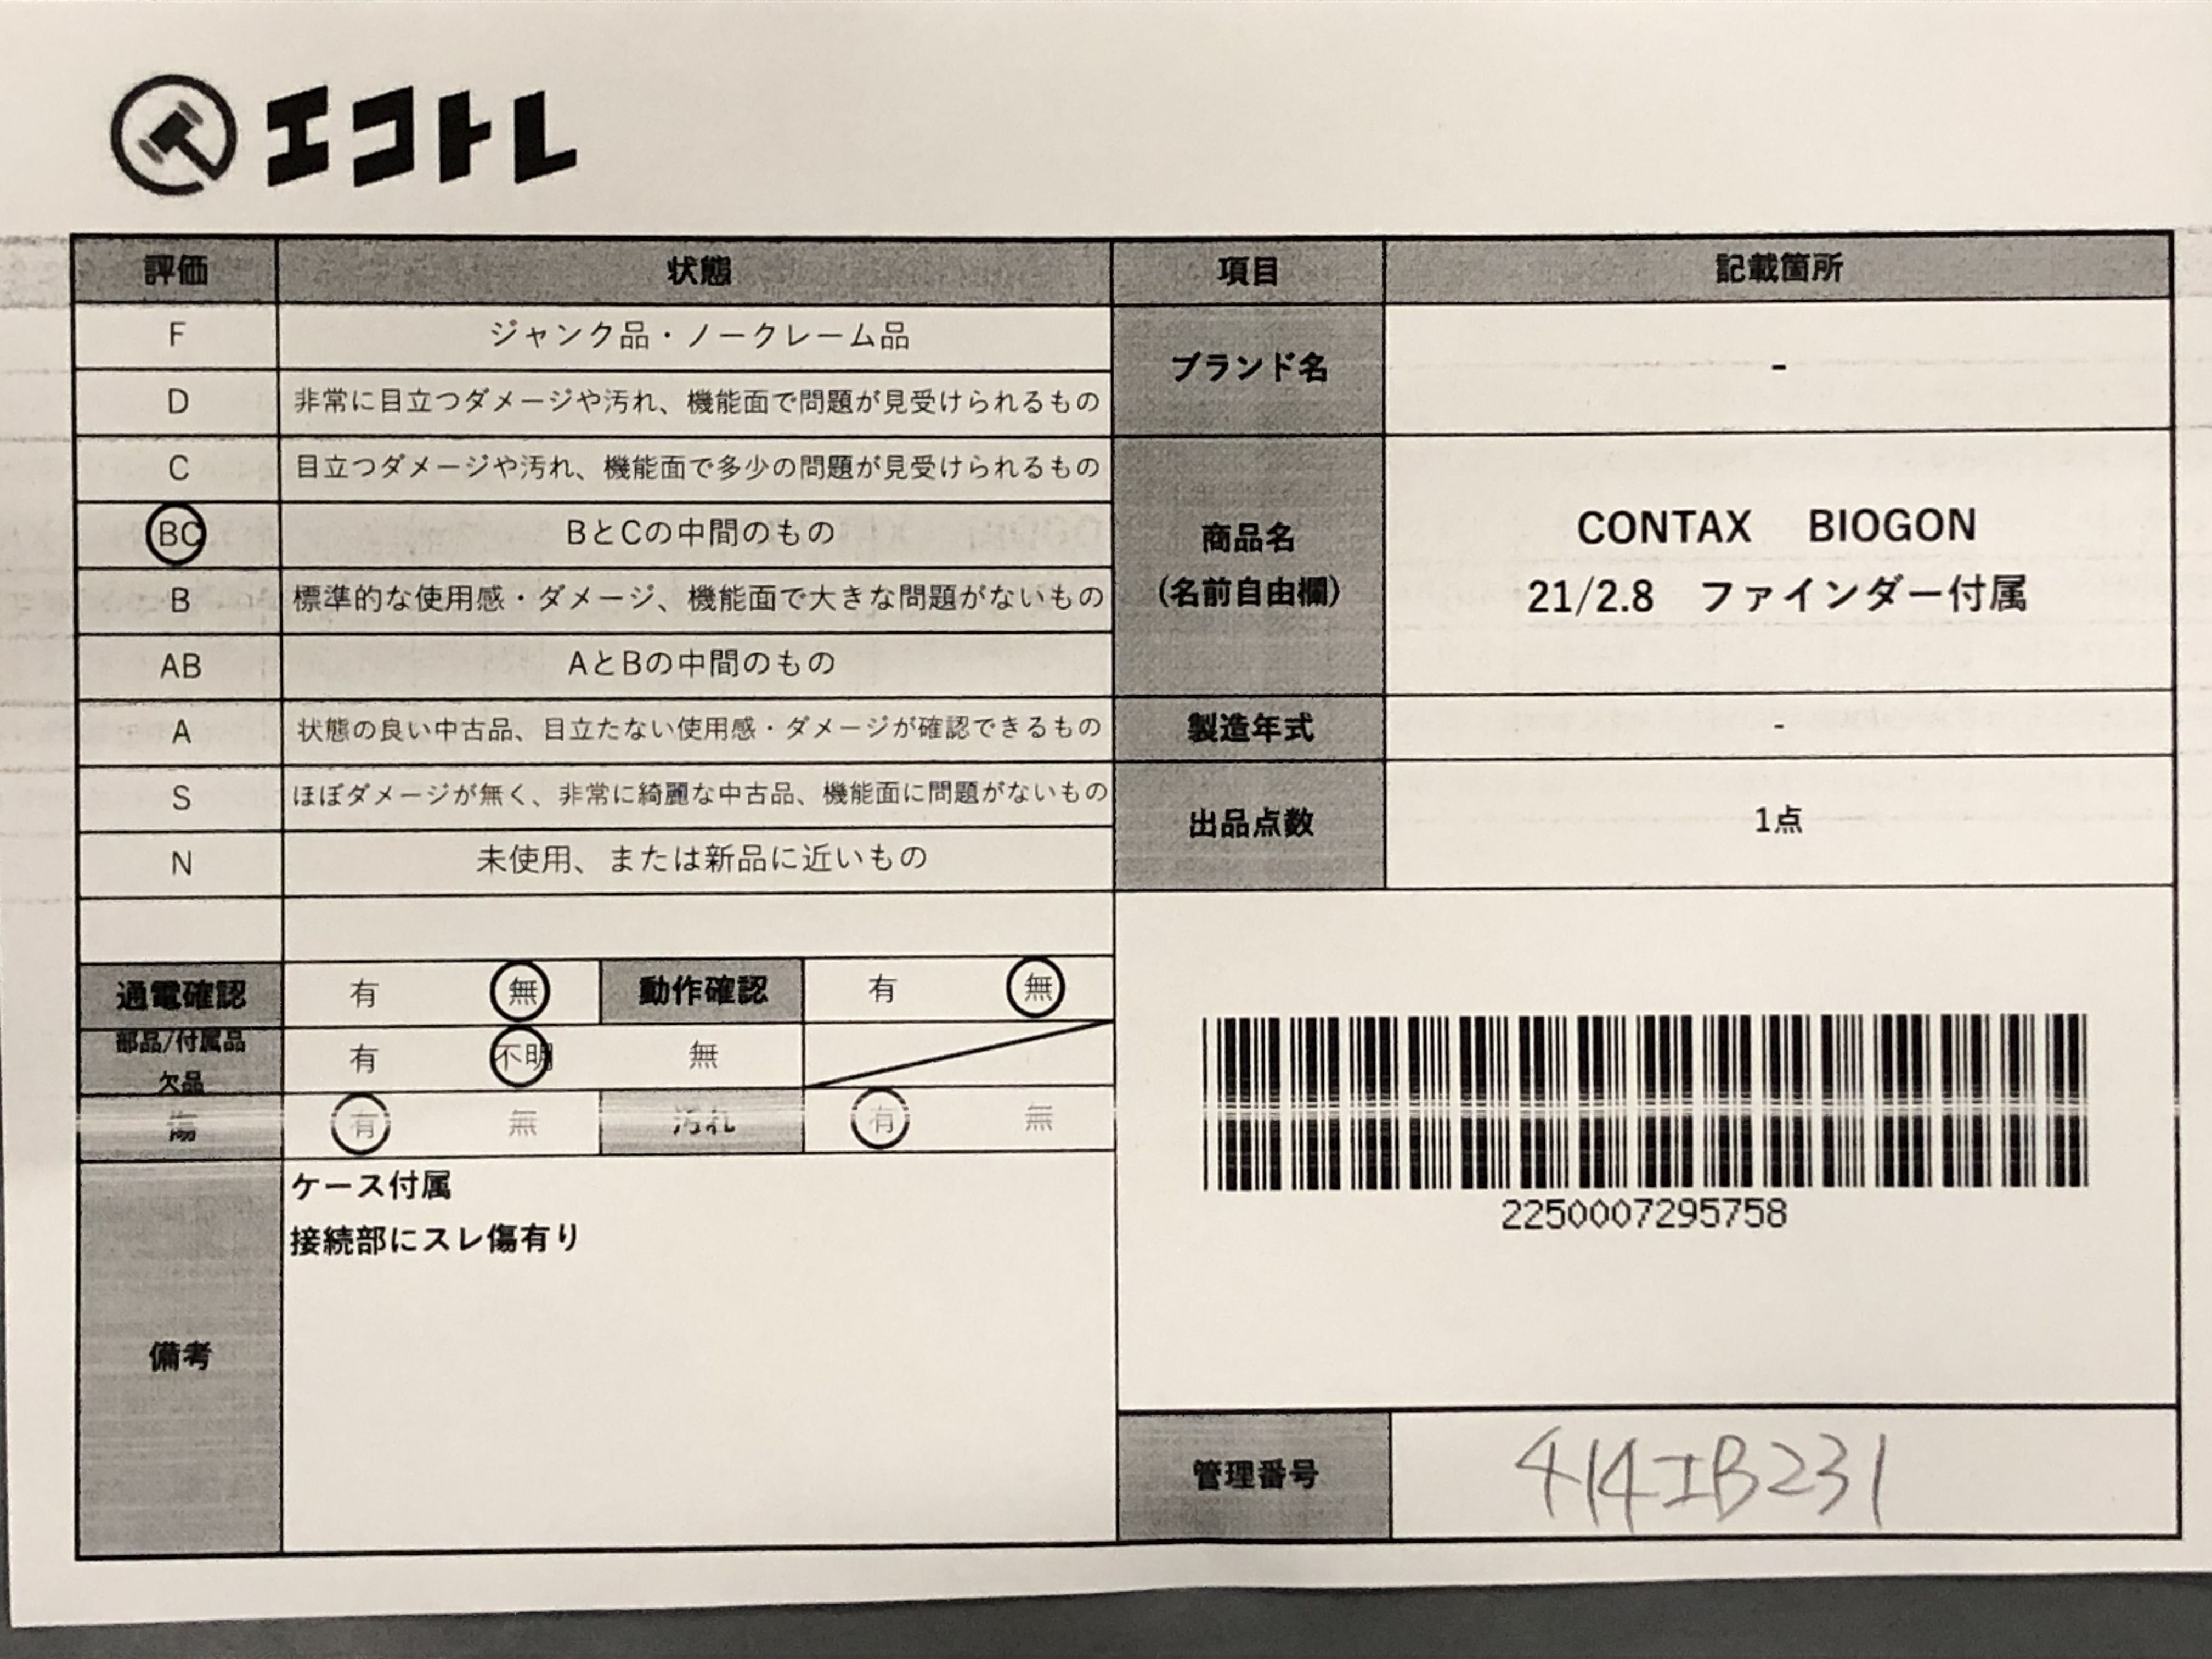 エコトレ
評価 状態 項目 記載箇所
F ジャンク品・ノークレーム品
D 非常に目立つダメージや汚れ、機能面で問題が見受けられるもの
ブランド名 -
C 目立つダメージや汚れ、機能面で多少の問題が見受けられるもの
BC BとCの中間のもの
B 標準的な使用感・ダメージ、機能面で大きな問題がないもの
AB AとBの中間のもの
商品名
(名前自由欄)
CONTAX BIOGON
21/2.8 ファインダー付属
A 状態の良い中古品、目立たない使用感・ダメージが確認できるもの
製造年式 -
S ほぼダメージが無く、非常に綺麗な中古品、機能面に問題がないもの
N 未使用、または新品に近いもの
出品点数 1点
通電確認 有 無 動作確認 有 無
部品/付属品
欠品
有 不明 無
傷 有 無 汚れ 有 無
備考
ケース付属
接続部にスレ傷有り
2250007295758
管理番号 414エB231